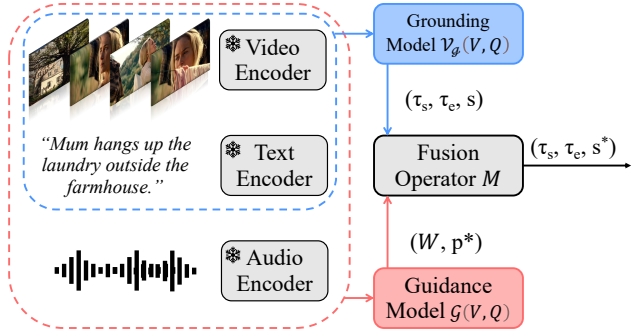 Video
Encoder
“Mum hangs up the
laundry outside the
farmhouse.”
Text
Encoder
Audio
Encoder
Grounding
Model 𝒱𝓰(V,Q)
(τs, τe, s)
Fusion
Operator M
(τs, τe, s*)
(W, p*)
Guidance
Model 𝒢(V,Q)